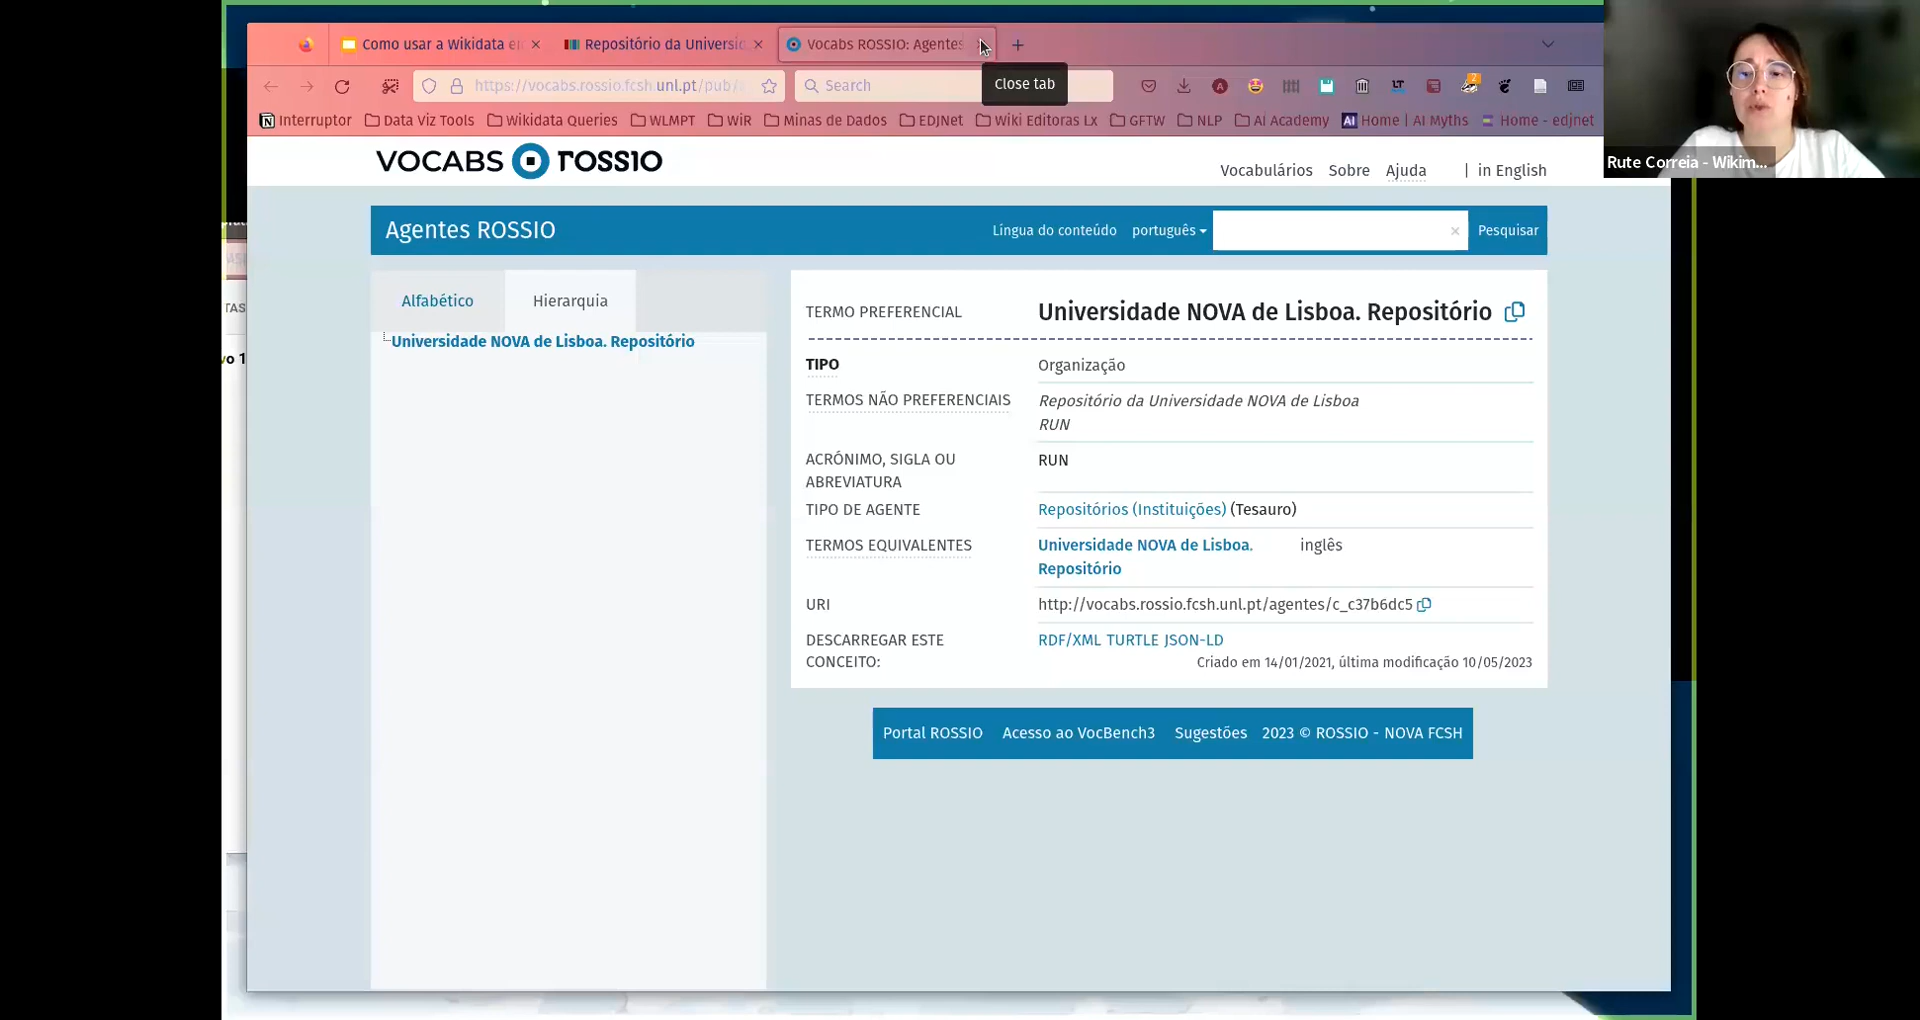 Como usar a Wikidata e
Repositório da Universi
Vocabs ROSSIO: Agentes
https://vocabs.rossio.fcsh.unl.pt/pub/
Search
Close tab
Interruptor
Data Viz Tools
Wikidata Queries
WLMPT
WiR
Minas de Dados
EDJNet
Wiki Editoras Lx
GFTW
NLP
AI Academy
AI Home | AI Myths
Home - edjnet
Rute Correia - Wikim...
VOCABS ROSSIO
Vocabulários Sobre Ajuda | in English
Agentes ROSSIO
Língua do conteúdo português
Pesquisar
Alfabético Hierarquia
Universidade NOVA de Lisboa. Repositório
TERMO PREFERENCIAL
Universidade NOVA de Lisboa. Repositório
TIPO
Organização
TERMOS NÃO PREFERENCIAIS
Repositório da Universidade NOVA de Lisboa
RUN
ACRÓNIMO, SIGLA OU
ABREVIATURA
RUN
TIPO DE AGENTE
Repositórios (Instituições) (Tesauro)
TERMOS EQUIVALENTES
Universidade NOVA de Lisboa.
Repositório
inglês
URI
http://vocabs.rossio.fcsh.unl.pt/agentes/c_c37b6dc5
DESCARREGAR ESTE
CONCEITO:
RDF/XML TURTLE JSON-LD
Criado em 14/01/2021, última modificação 10/05/2023
Portal ROSSIO Acesso ao VocBench3 Sugestões 2023 © ROSSIO - NOVA FCSH